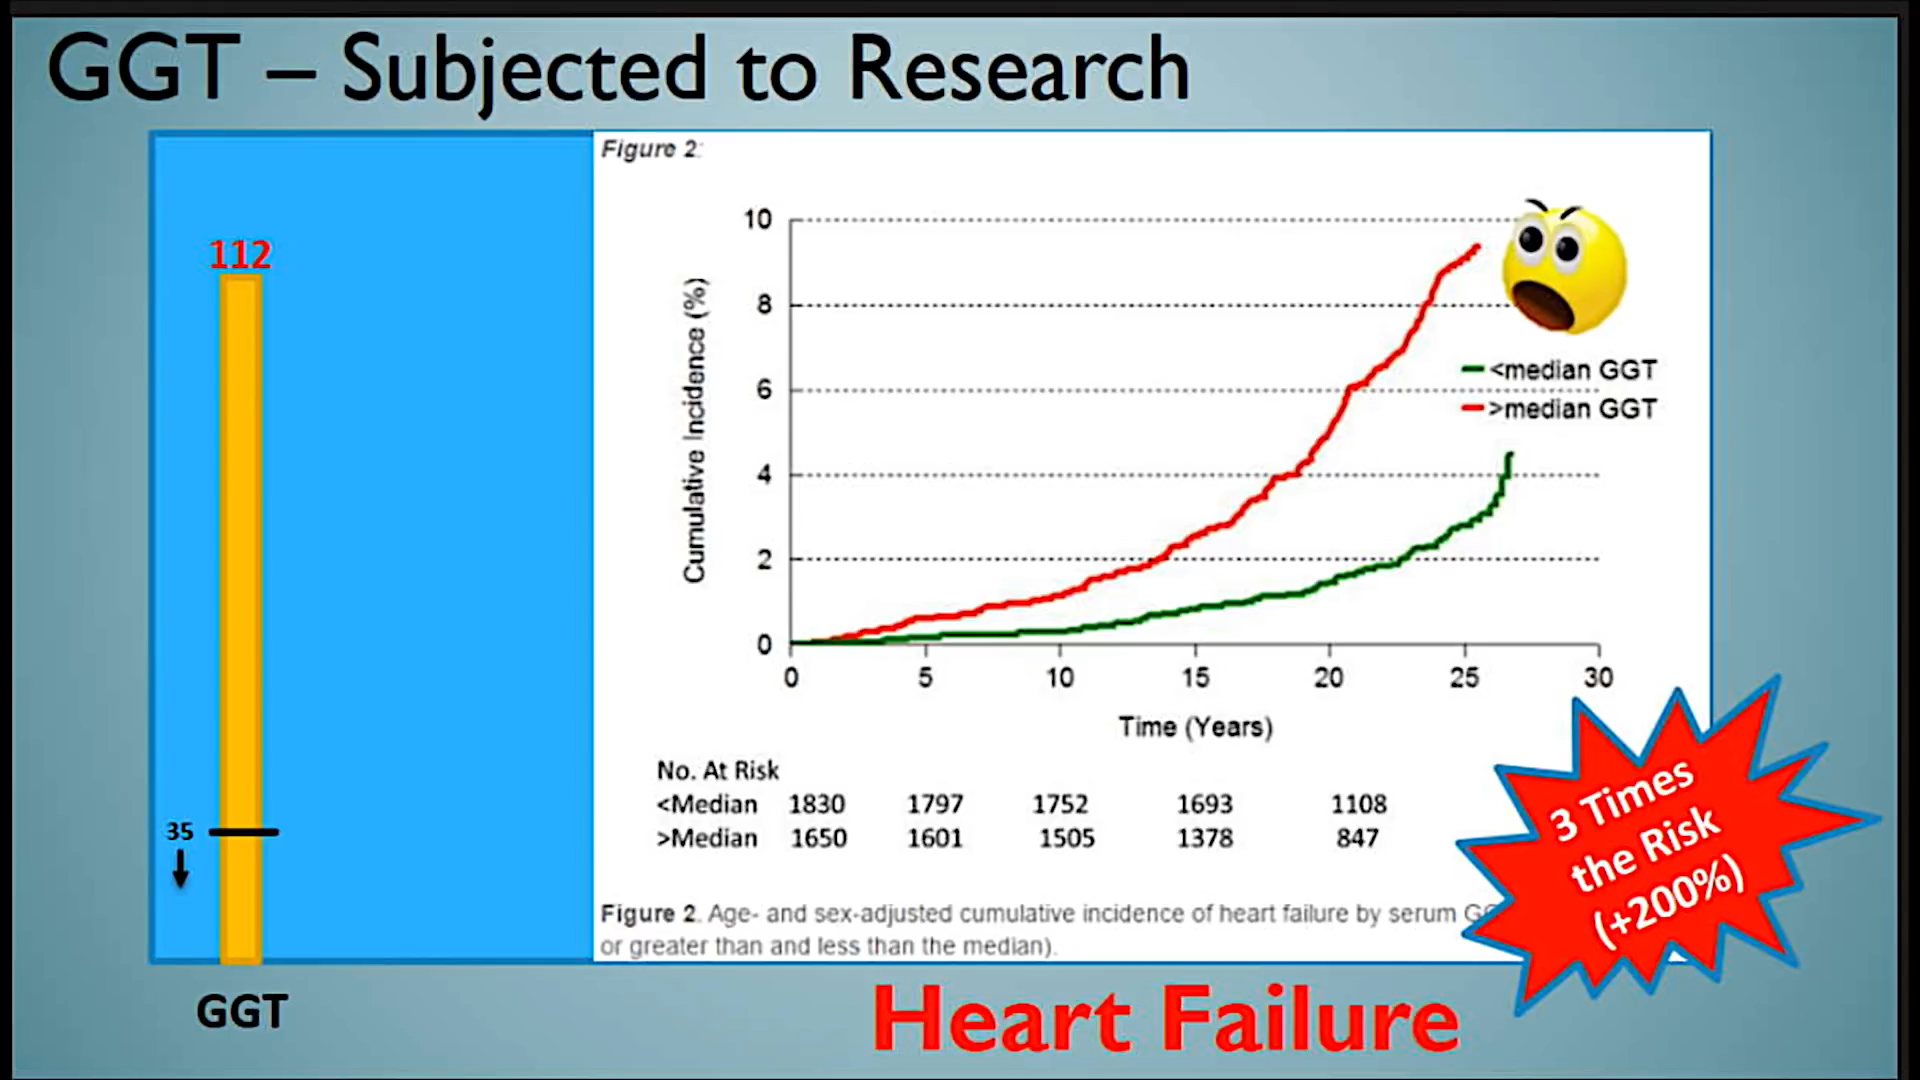 GGT – Subjected to Research
Figure 2:
112
35
GGT
10
8
6
4
2
0
Cumulative Incidence (%)
<median GGT
>median GGT
0 5 10 15 20 25 30
Time (Years)
No. At Risk
<Median 1830 1797 1752 1693 1108
>Median 1650 1601 1505 1378 847
Figure 2. Age- and sex-adjusted cumulative incidence of heart failure by serum
or greater than and less than the median).
3 Times
the Risk
(+200%)
Heart Failure